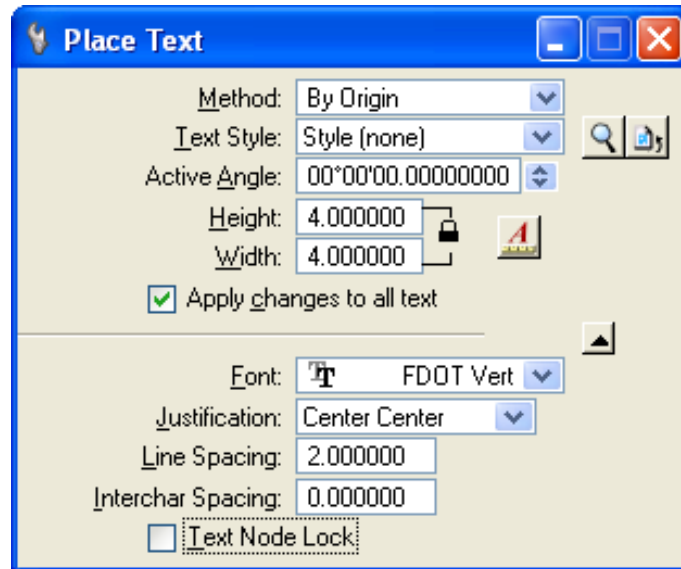 Place Text
Method: By Origin
Text Style: Style (none)
Active Angle: 00°00'00.00000000
Height: 4.000000
Width: 4.000000
A
Apply changes to all text
Font: FDOT Vert
Justification: Center Center
Line Spacing: 2.000000
Interchar Spacing: 0.000000
Text Node Lock